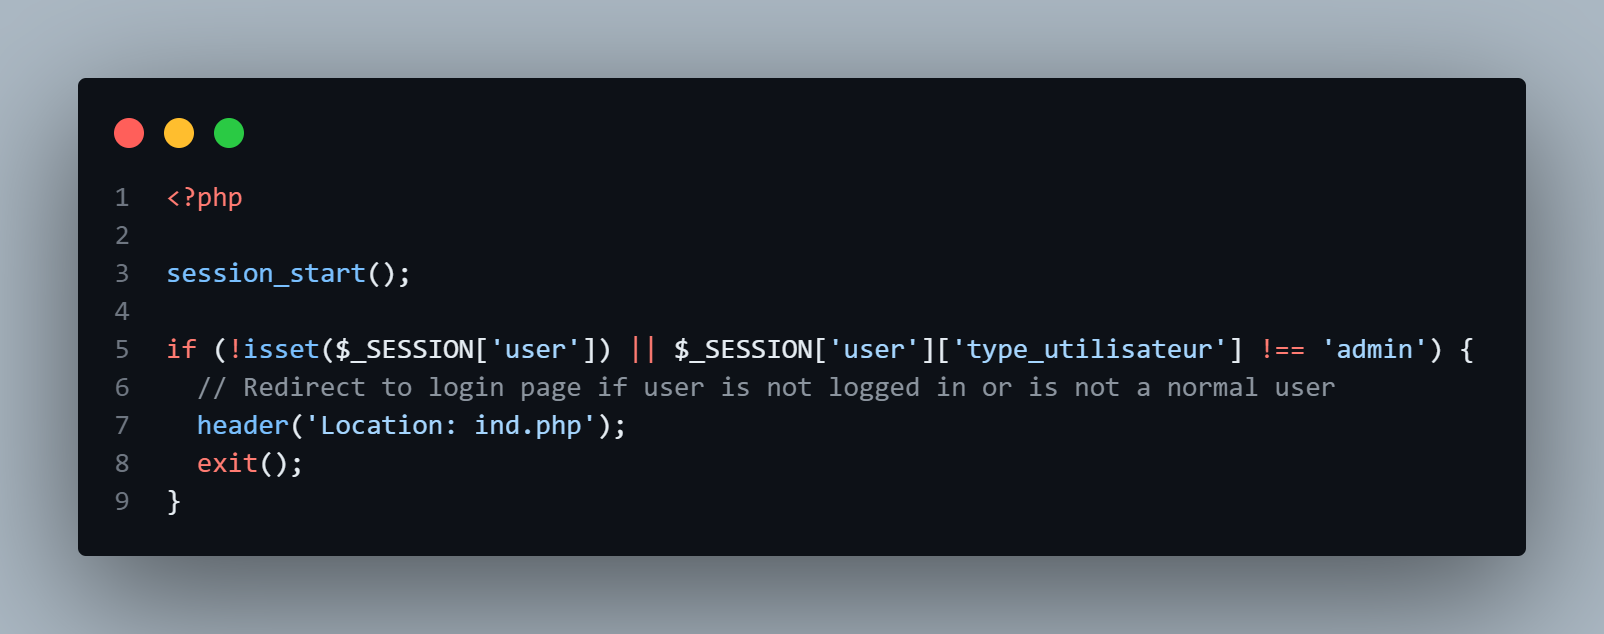 1 <?php
2
3 session_start();
4
5 if (!isset($_SESSION['user']) || $_SESSION['user']['type_utilisateur'] !== 'admin') {
6   // Redirect to login page if user is not logged in or is not a normal user
7   header('Location: ind.php');
8   exit();
9 }